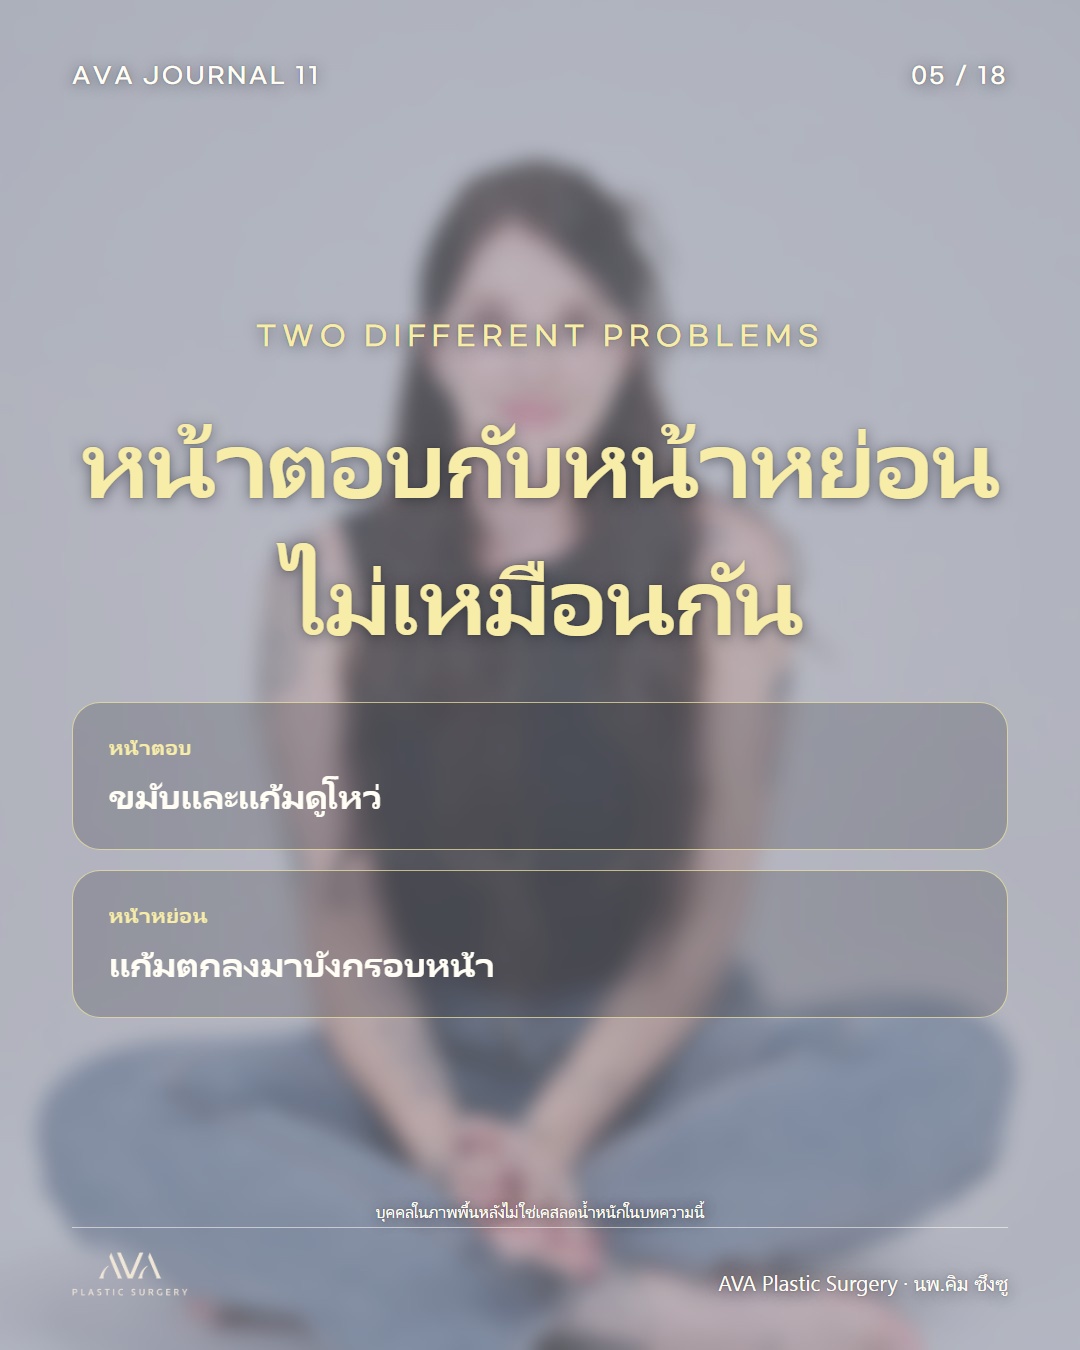 AVA JOURNAL 11
05 / 18
TWO DIFFERENT PROBLEMS
หน้าตอบกับหน้าหย่อน
ไม่เหมือนกัน
หน้าตอบ
ขมับและแก้มดูโหว่
หน้าหย่อน
แก้มตกลงมาบังกรอบหน้า
บุคคลในภาพพื้นหลังไม่ใช่เคสลดน้ำหนักในบทความนี้
AVA
PLASTIC SURGERY
AVA Plastic Surgery · นพ.คิม ซึงซู